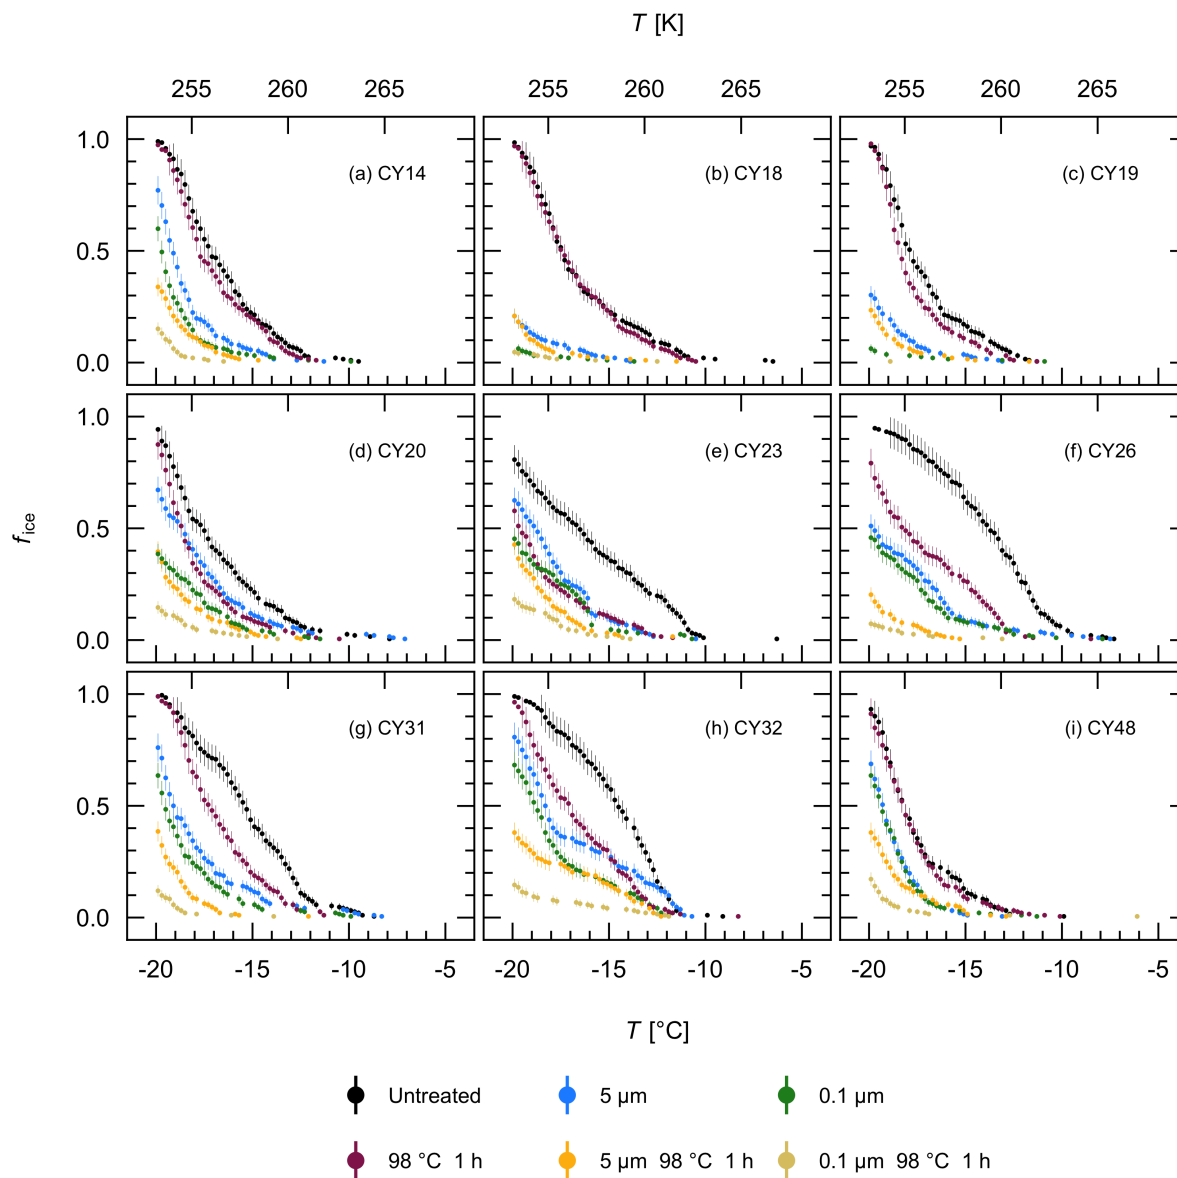 T [K]
255 260 265 255 260 265 255 260 265
1.0 (a) CY14 (b) CY18 (c) CY19
0.5
0.0
1.0 (d) CY20 (e) CY23 (f) CY26
0.5
0.0
1.0 (g) CY31 (h) CY32 (i) CY48
0.5
0.0
fice
-20 -15 -10 -5 -20 -15 -10 -5 -20 -15 -10 -5
T [°C]
Untreated 5 µm 0.1 µm
98 °C 1 h 5 µm 98 °C 1 h 0.1 µm 98 °C 1 h